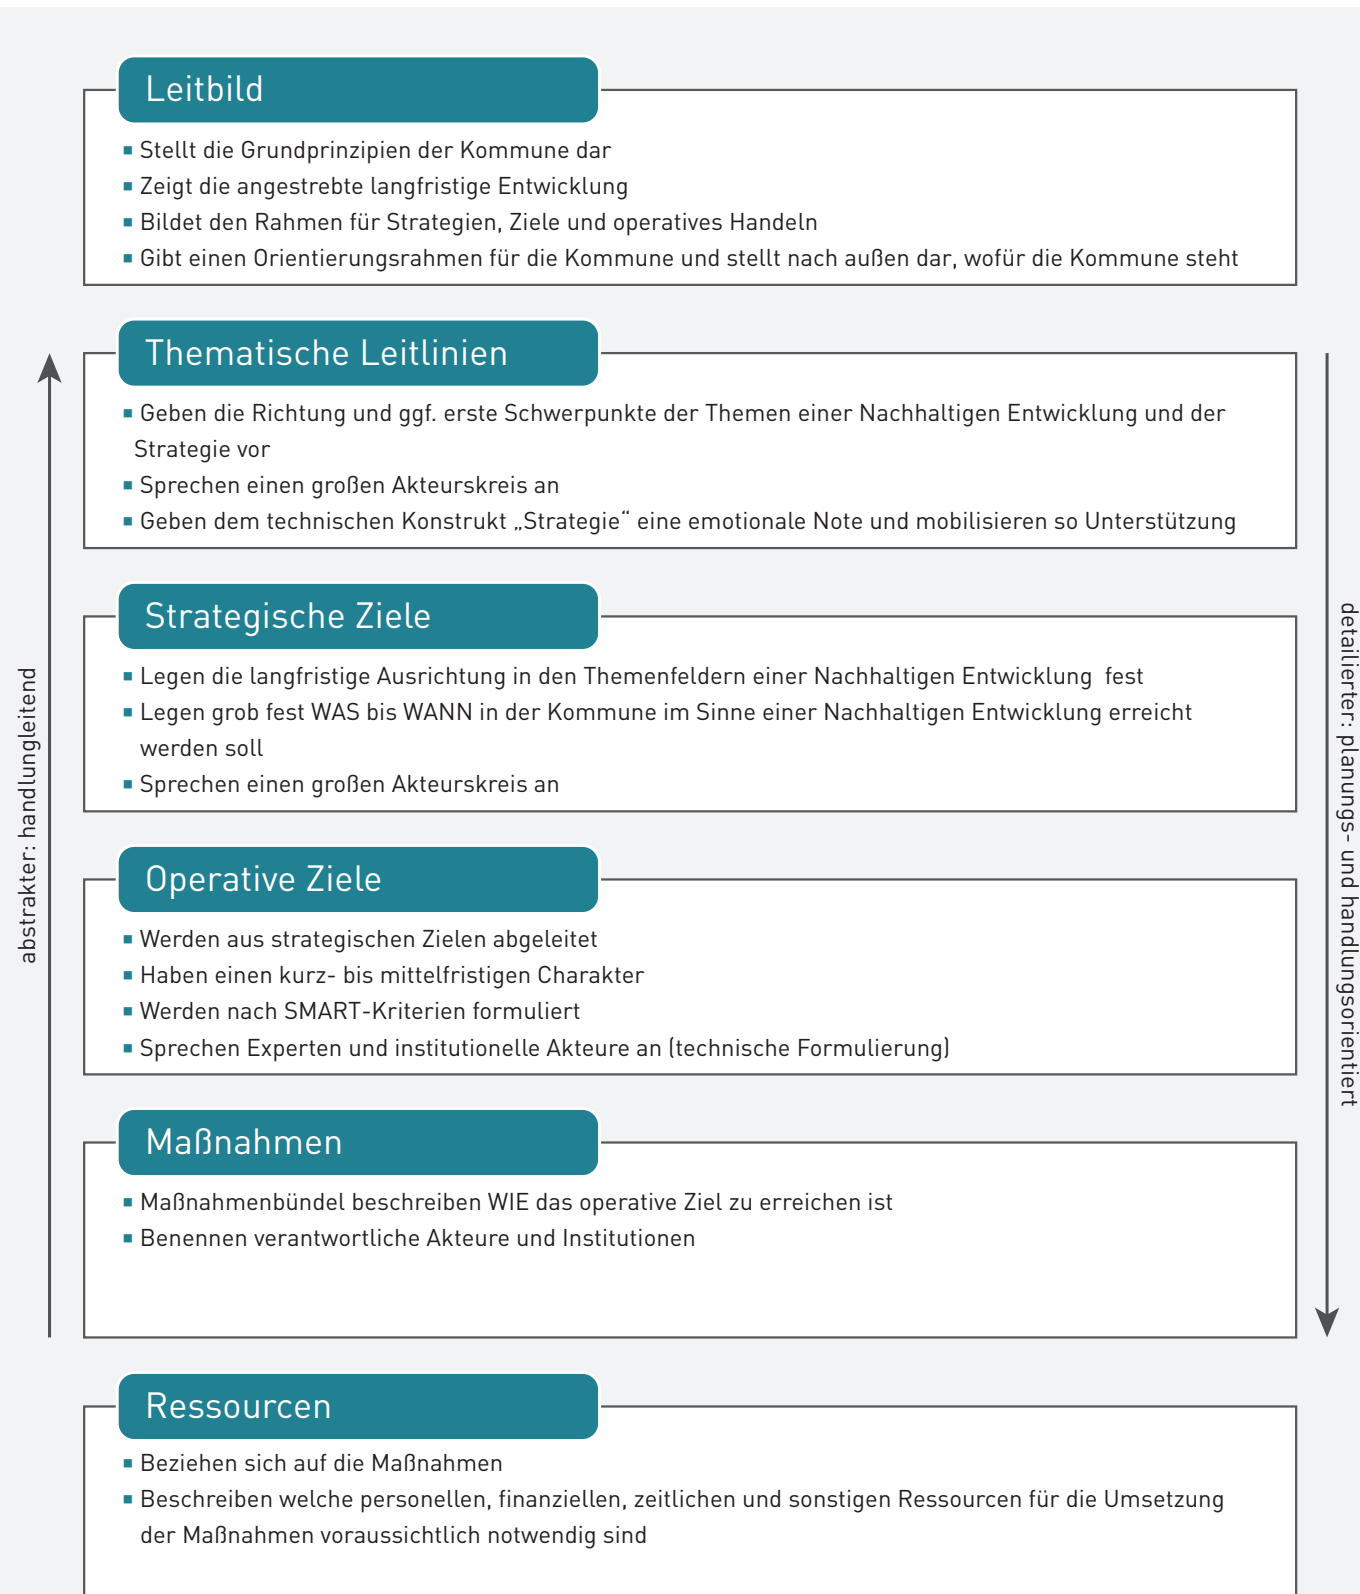 Leitbild
▪ Stellt die Grundprinzipien der Kommune dar
▪ Zeigt die angestrebte langfristige Entwicklung
▪ Bildet den Rahmen für Strategien, Ziele und operatives Handeln
▪ Gibt einen Orientierungsrahmen für die Kommune und stellt nach außen dar, wofür die Kommune steht
Thematische Leitlinien
▪ Geben die Richtung und ggf. erste Schwerpunkte der Themen einer Nachhaltigen Entwicklung und der
Strategie vor
▪ Sprechen einen großen Akteurskreis an
▪ Geben dem technischen Konstrukt „Strategie“ eine emotionale Note und mobilisieren so Unterstützung
Strategische Ziele
▪ Legen die langfristige Ausrichtung in den Themenfeldern einer Nachhaltigen Entwicklung  fest
▪ Legen grob fest WAS bis WANN in der Kommune im Sinne einer Nachhaltigen Entwicklung erreicht
werden soll
▪ Sprechen einen großen Akteurskreis an
Operative Ziele
▪ Werden aus strategischen Zielen abgeleitet
▪ Haben einen kurz- bis mittelfristigen Charakter
▪ Werden nach SMART-Kriterien formuliert
▪ Sprechen Experten und institutionelle Akteure an (technische Formulierung)
Maßnahmen
▪ Maßnahmenbündel beschreiben WIE das operative Ziel zu erreichen ist
▪ Benennen verantwortliche Akteure und Institutionen
Ressourcen
▪ Beziehen sich auf die Maßnahmen
▪ Beschreiben welche personellen, finanziellen, zeitlichen und sonstigen Ressourcen für die Umsetzung
der Maßnahmen voraussichtlich notwendig sind
abstrakter: handlungleitend
detailierter: planungs- und handlungsorientiert